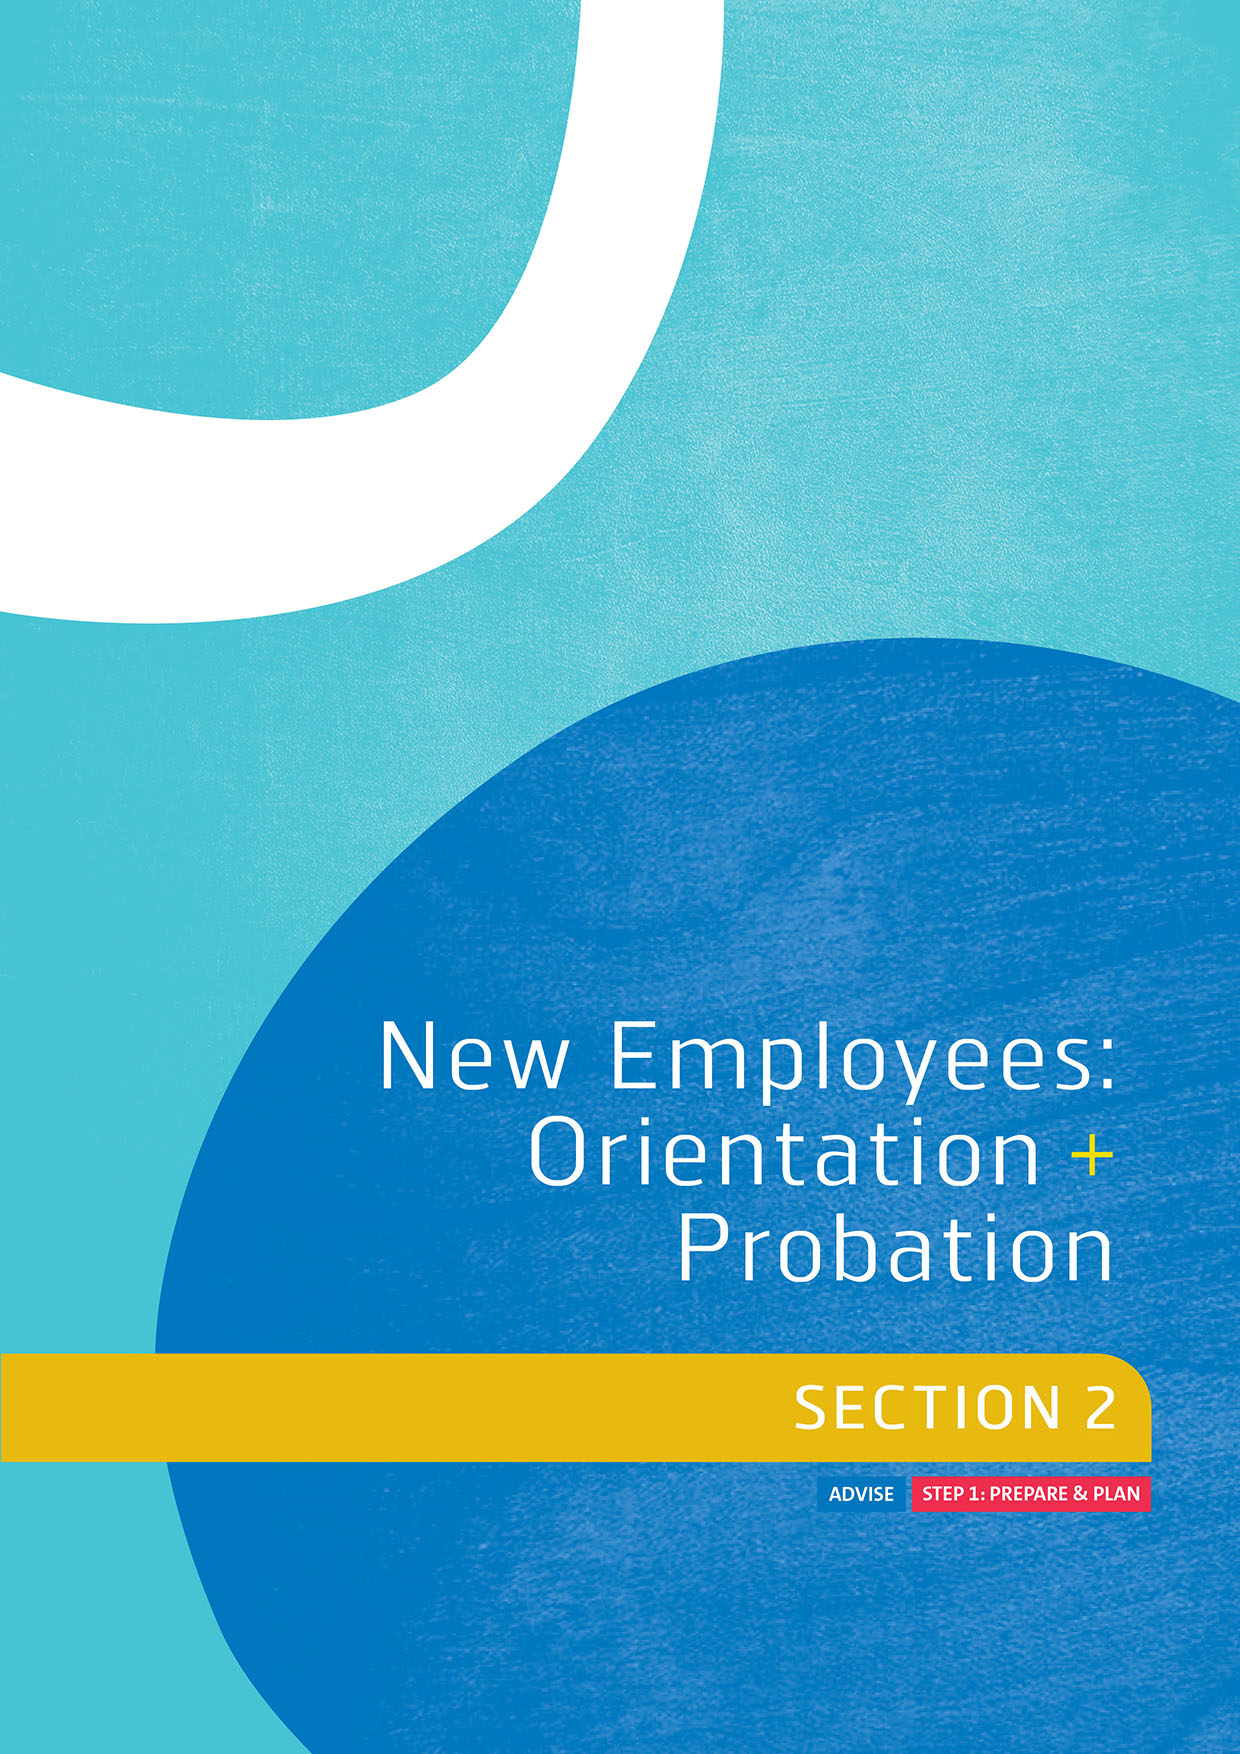 New Employees:
Orientation +
Probation
SECTION 2
ADVISE STEP 1: PREPARE & PLAN